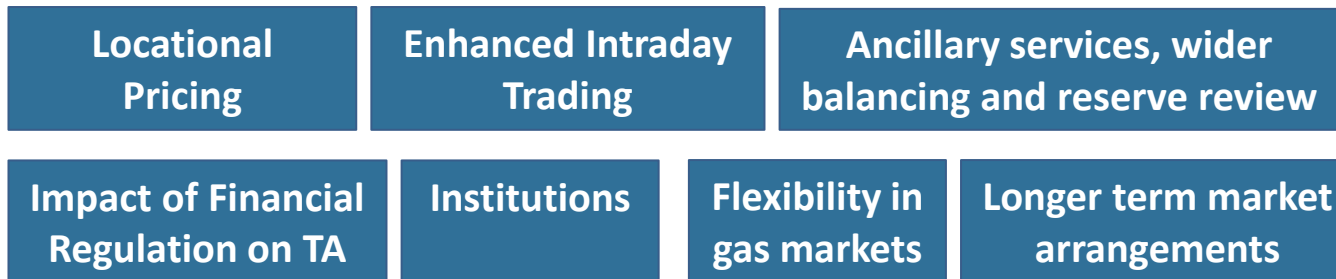 Locational
Pricing
Enhanced Intraday
Trading
Ancillary services, wider
balancing and reserve review
Impact of Financial
Regulation on TA
Institutions
Flexibility in
gas markets
Longer term market
arrangements